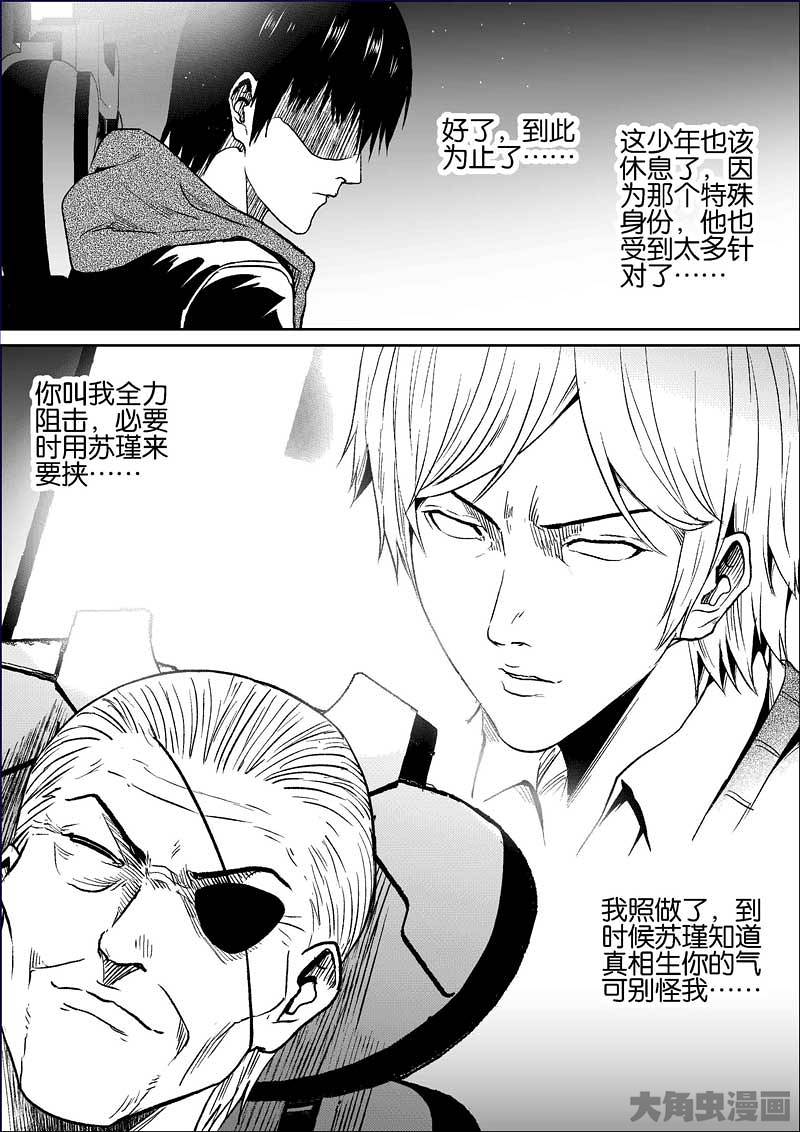 好了，到此
为止了……
这少年也该
休息了，因
为那个特殊
身份，他也
受到太多针
对了……
你叫我全力
阻击，必要
时用苏瑾来
要挟……
我照做了，到
时候苏瑾知道
真相生你的气
可别怪我……
大角虫漫画